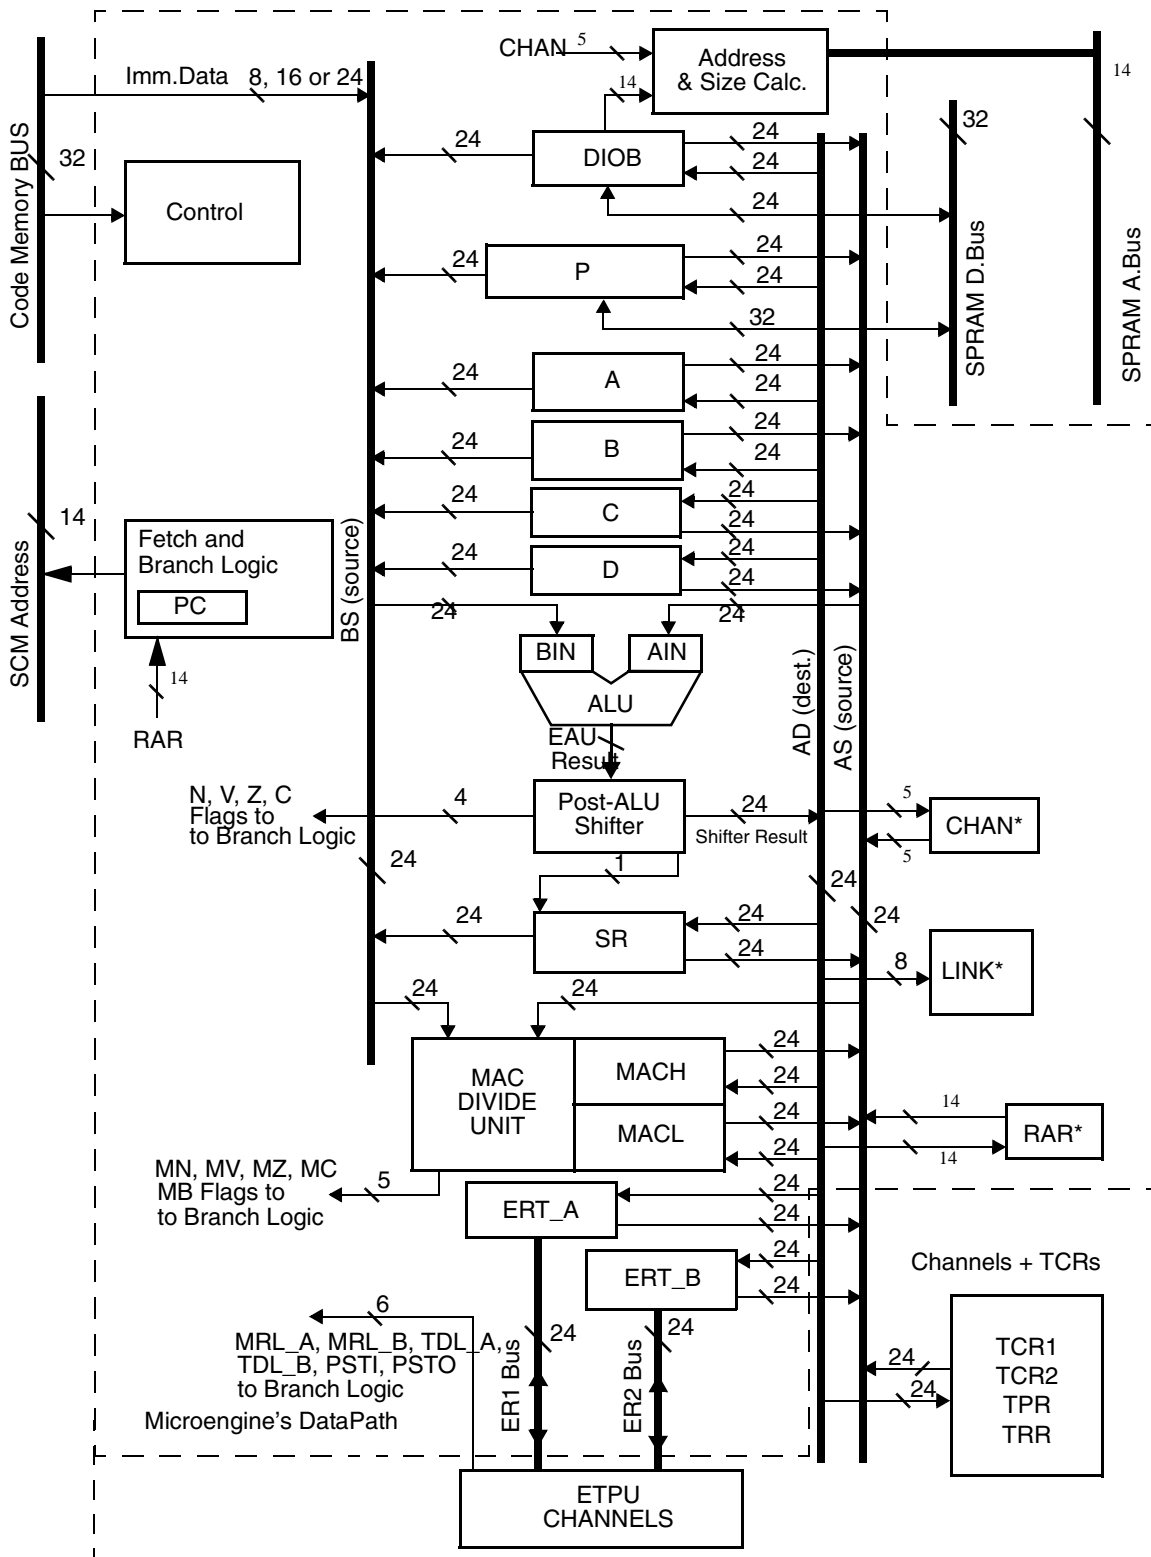 CHAN 5
Address
& Size Calc.
14
14
Imm.Data 8, 16 or 24
Code Memory BUS
32
Control
24
DIOB
24
24
24
32
SPRAM D.Bus
SPRAM A.Bus
24
P
24
24
32
24
A
24
24
24
B
24
24
24
C
24
24
24
D
24
24
24
24
SCM Address
14
Fetch and
Branch Logic
PC
14
RAR
BS (source)
BIN
AIN
ALU
AD (dest.)
AS (source)
EAU
Result
N, V, Z, C
Flags to
to Branch Logic
4
Post-ALU
Shifter
24
Shifter Result
5
CHAN*
5
1
24
24
24
24
SR
24
24
8
LINK*
24
24
MAC
DIVIDE
UNIT
MACH
MACL
24
24
24
24
14
RAR*
14
MN, MV, MZ, MC
MB Flags to
to Branch Logic
5
ERT_A
24
24
ERT_B
24
24
Channels + TCRs
6
MRL_A, MRL_B, TDL_A,
TDL_B, PSTI, PSTO
to Branch Logic
Microengine's DataPath
ER1 Bus
24
ER2 Bus
24
24
24
TCR1
TCR2
TPR
TRR
ETPU
CHANNELS